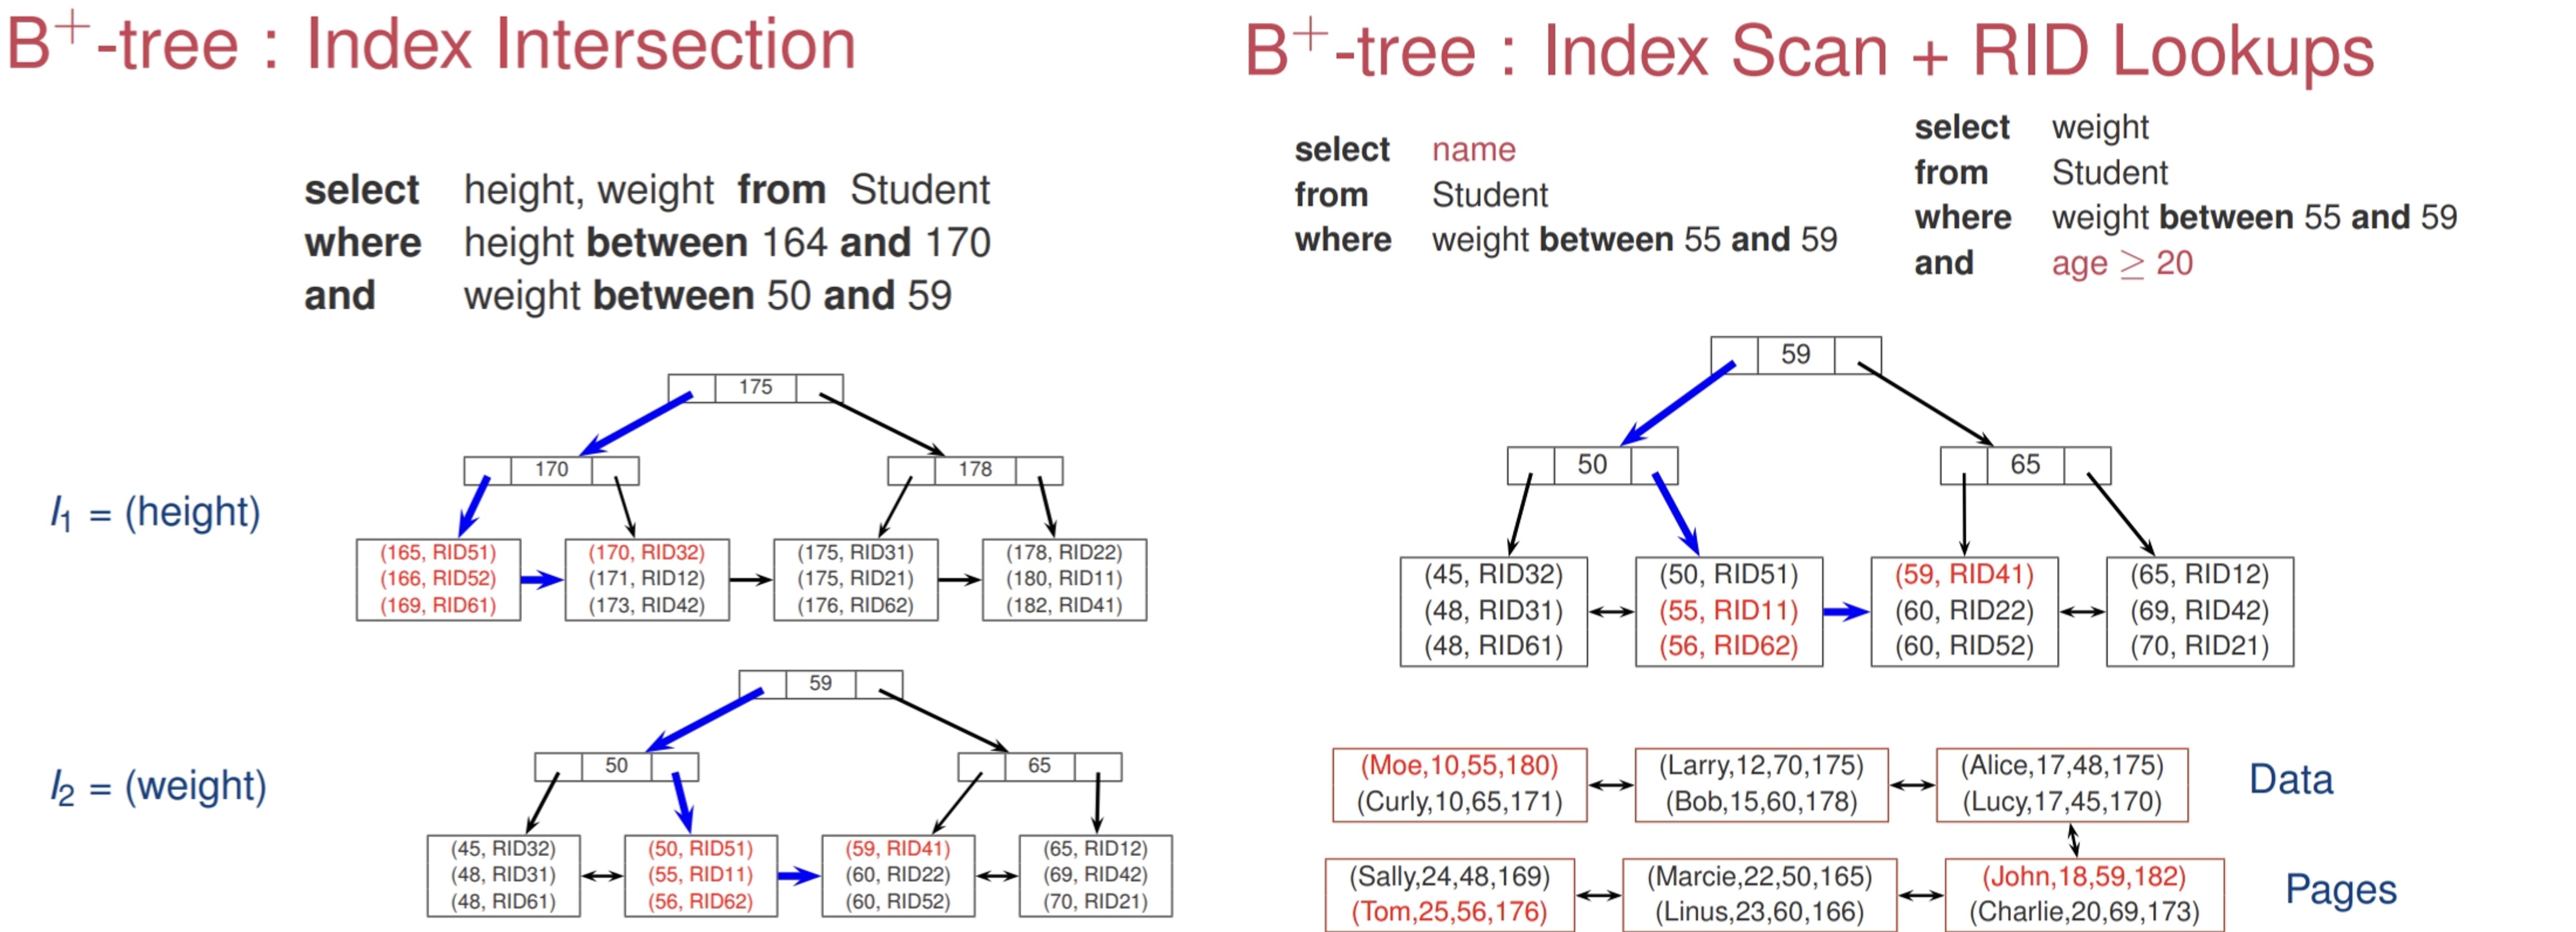 B⁺-tree : Index Intersection
select height, weight from Student
where height between 164 and 170
and weight between 50 and 59
175
170
178
I₁ = (height)
(165, RID51)
(166, RID52)
(169, RID61)
(170, RID32)
(171, RID12)
(173, RID42)
(175, RID31)
(175, RID21)
(176, RID62)
(178, RID22)
(180, RID11)
(182, RID41)
59
50
65
I₂ = (weight)
(45, RID32)
(48, RID31)
(48, RID61)
(50, RID51)
(55, RID11)
(56, RID62)
(59, RID41)
(60, RID22)
(60, RID52)
(65, RID12)
(69, RID42)
(70, RID21)
B⁺-tree : Index Scan + RID Lookups
select name
from Student
where weight between 55 and 59
select weight
from Student
where weight between 55 and 59
and age ≥ 20
59
50
65
(45, RID32)
(48, RID31)
(48, RID61)
(50, RID51)
(55, RID11)
(56, RID62)
(59, RID41)
(60, RID22)
(60, RID52)
(65, RID12)
(69, RID42)
(70, RID21)
(Moe,10,55,180)
(Curly,10,65,171)
(Larry,12,70,175)
(Bob,15,60,178)
(Alice,17,48,175)
(Lucy,17,45,170)
Data
(Sally,24,48,169)
(Tom,25,56,176)
(Marcie,22,50,165)
(Linus,23,60,166)
(John,18,59,182)
(Charlie,20,69,173)
Pages